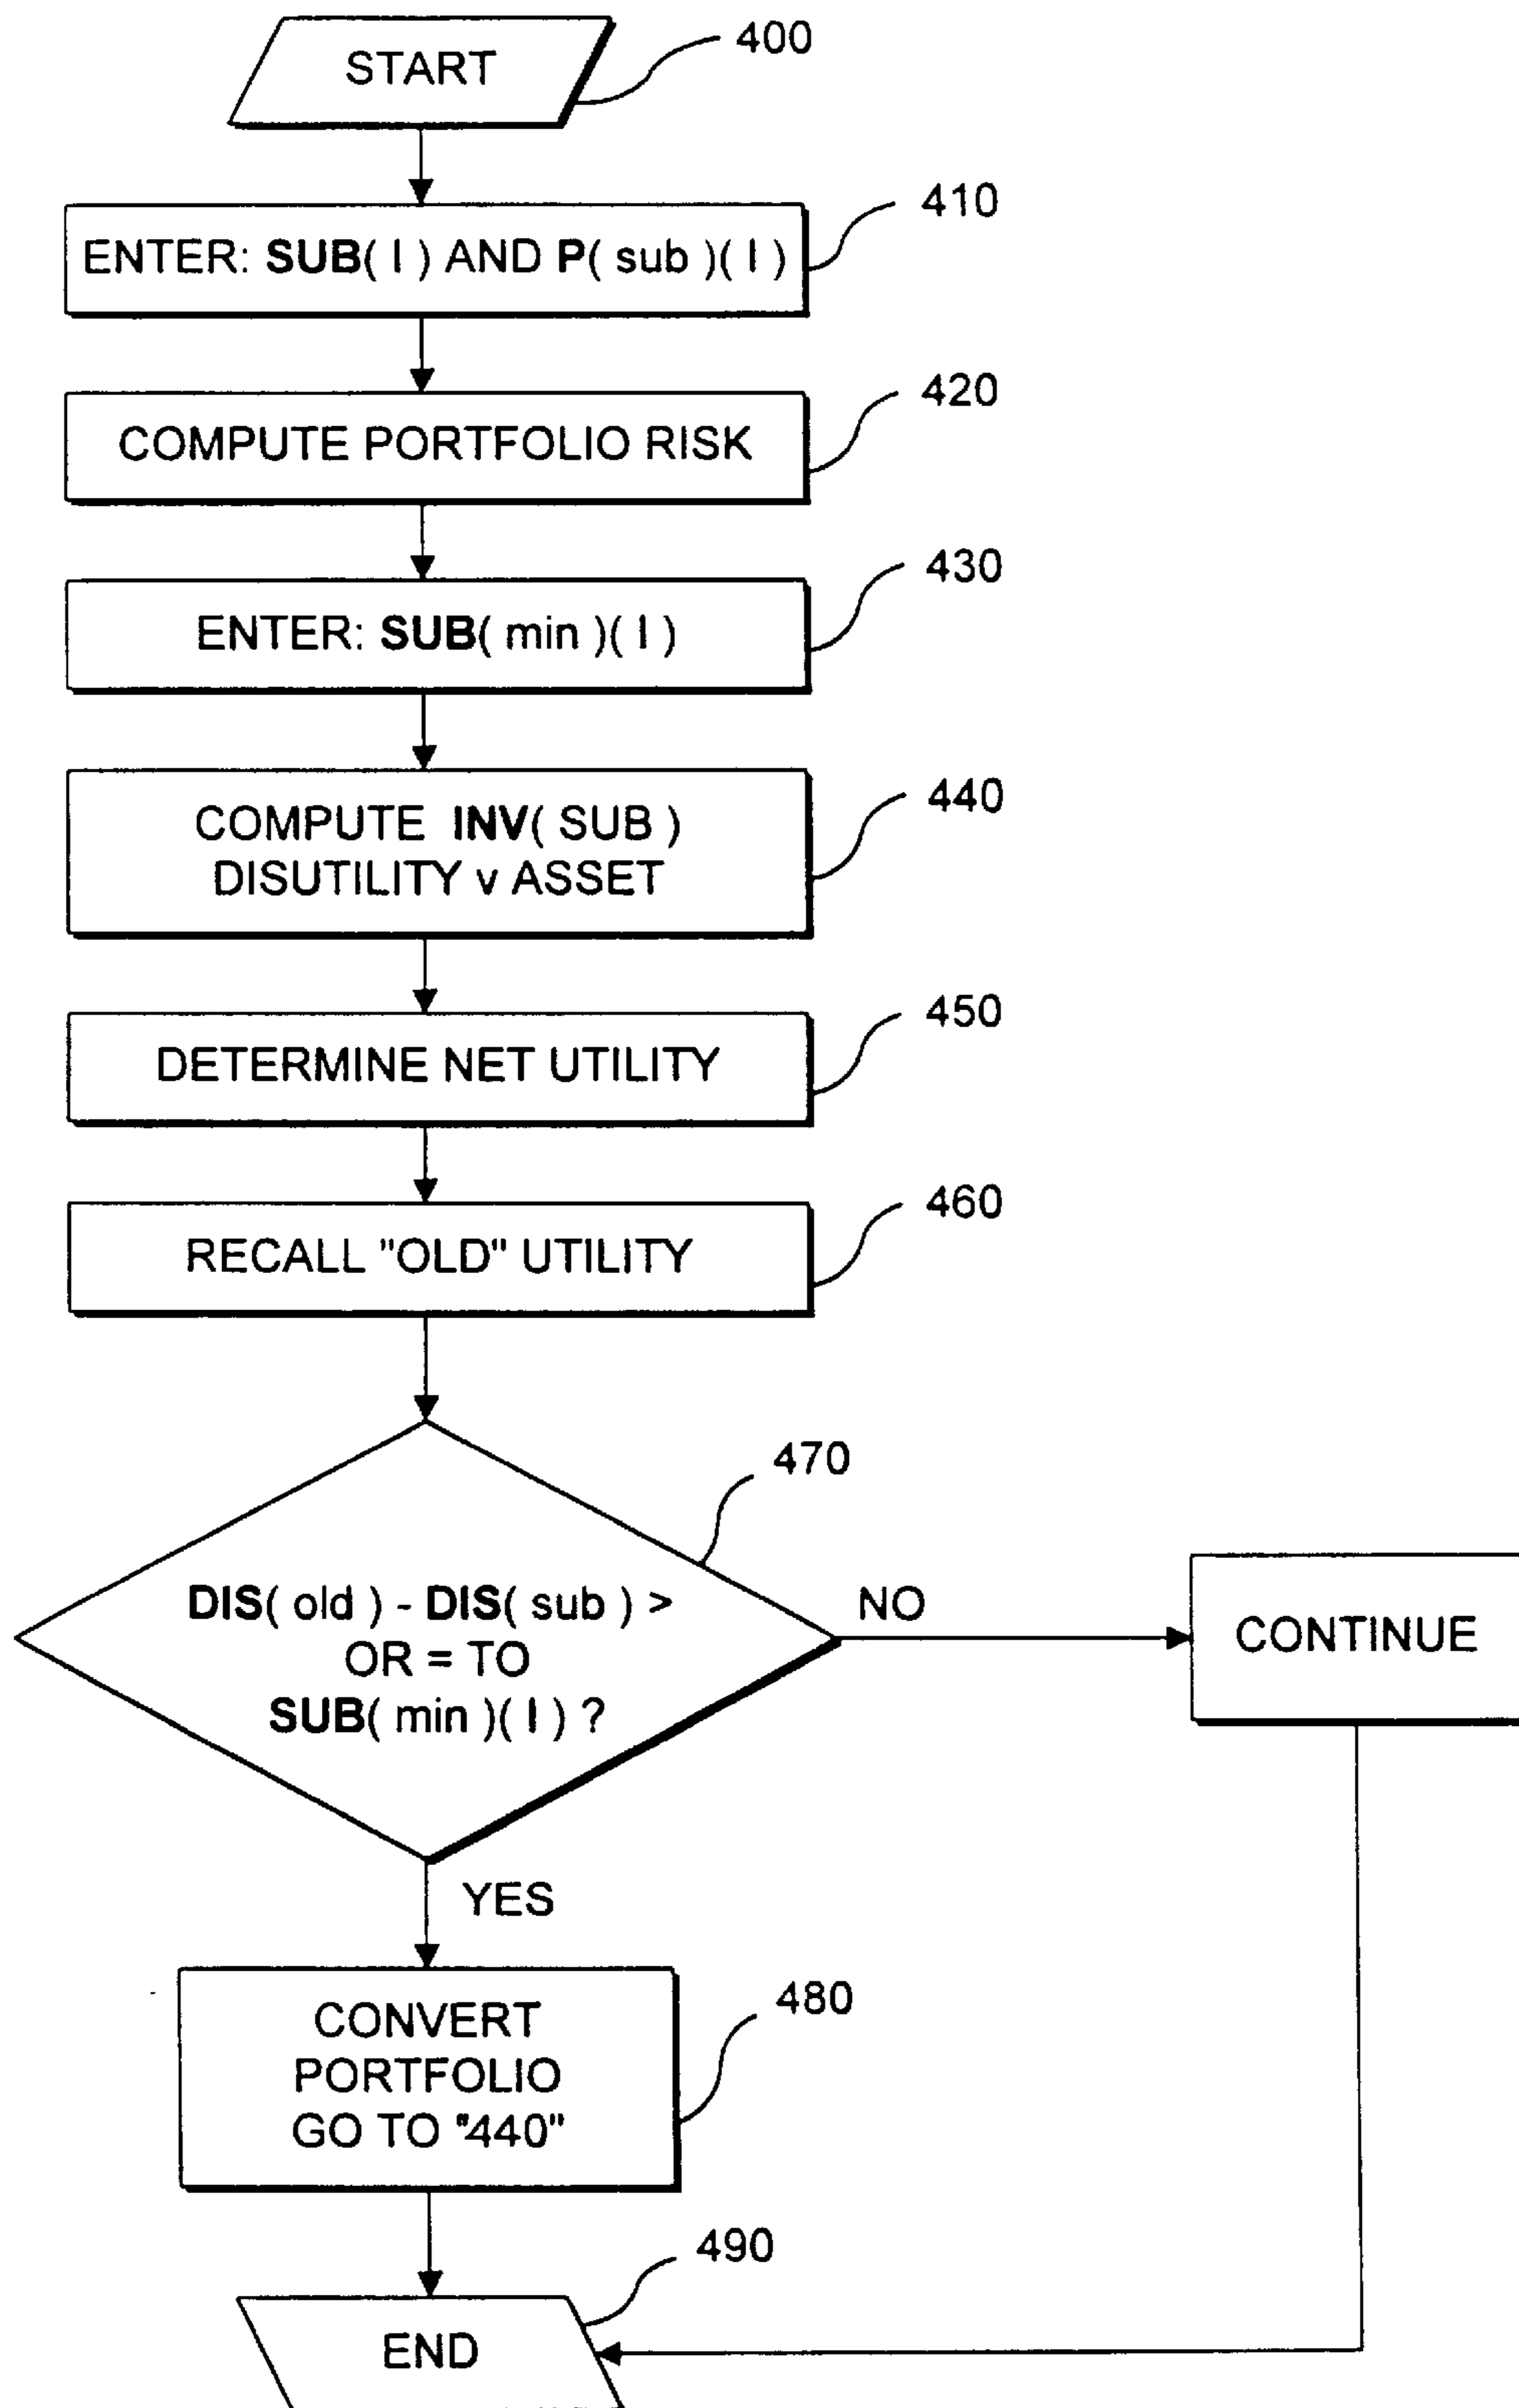 START
400
ENTER: SUB( I ) AND P( sub )( I )
410
COMPUTE PORTFOLIO RISK
420
ENTER: SUB( min )( I )
430
COMPUTE INV( SUB )
DISUTILITY v ASSET
440
DETERMINE NET UTILITY
450
RECALL "OLD" UTILITY
460
470
DIS( old ) - DIS( sub ) >
OR = TO
SUB( min )( I ) ?
NO
CONTINUE
YES
CONVERT
PORTFOLIO
GO TO "440"
480
490
END